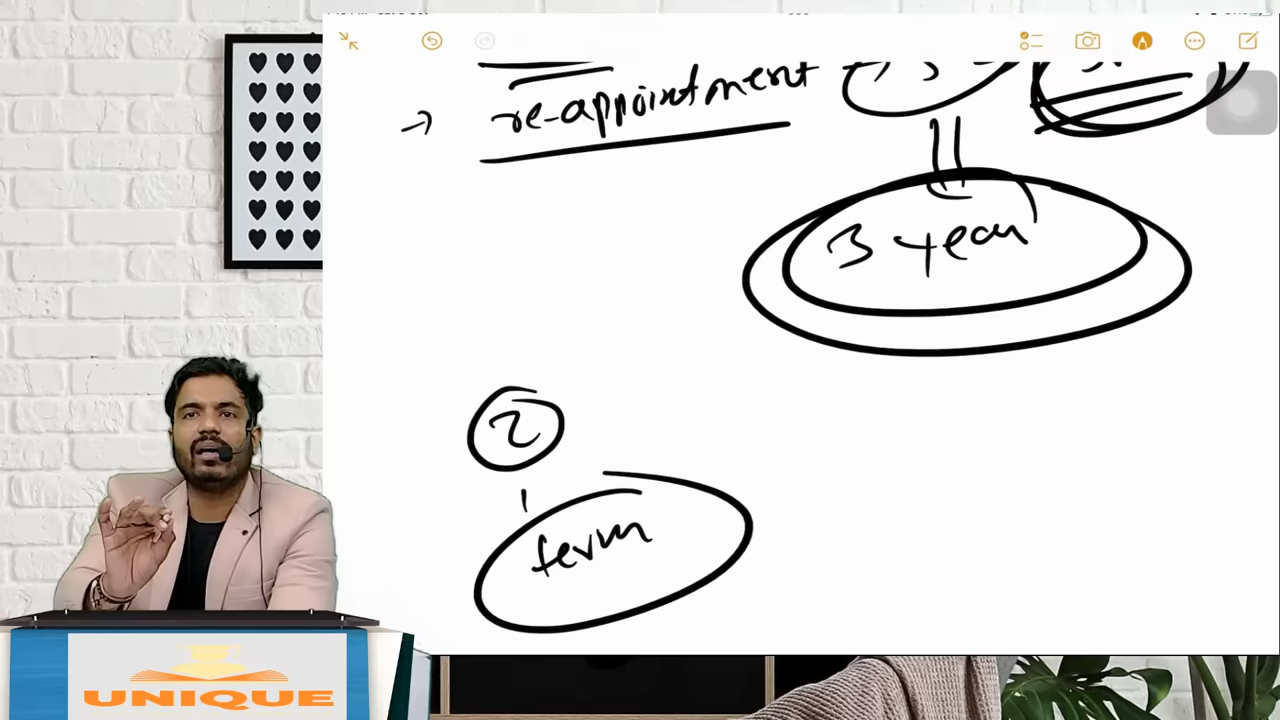 → re-appointment
3 year
2
term
UNIQUE